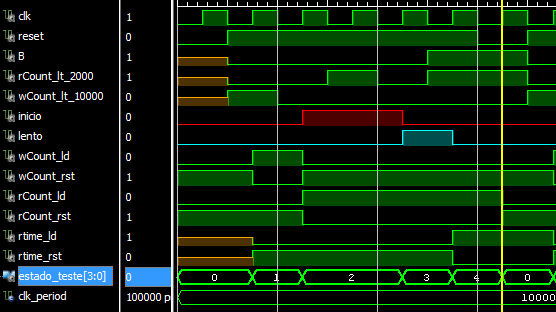 clk 1
reset 0
B 1
rCount_lt_2000 1
wCount_lt_10000 0
inicio 0
lento 0
wCount_ld 0
wCount_rst 1
rCount_ld 0
rCount_rst 1
rtime_ld 1
rtime_rst 0
estado_teste[3:0] 0 0 1 2 3 4 0
clk_period 100000 p 10000